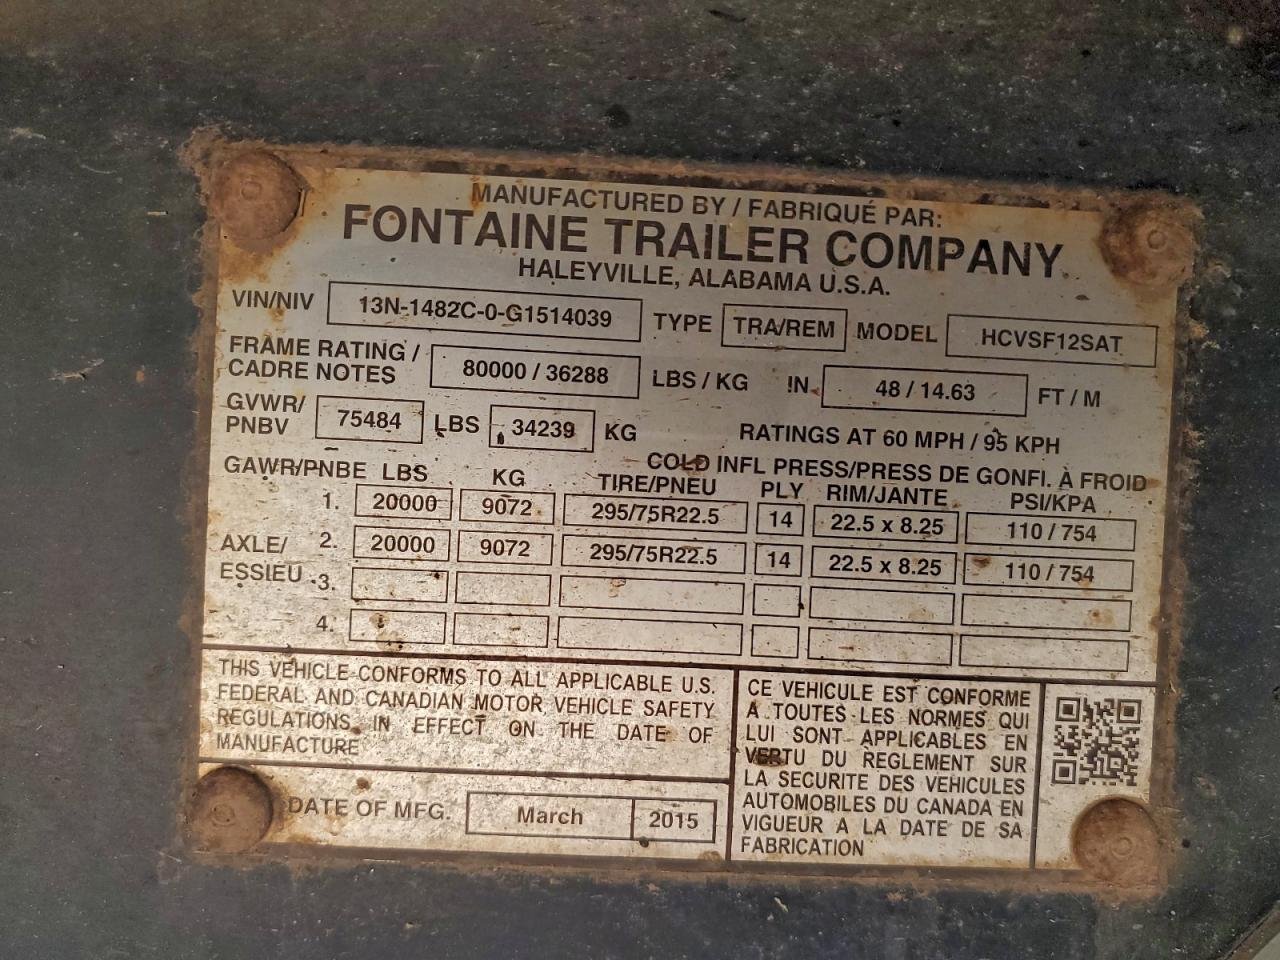 MANUFACTURED BY / FABRIQUÉ PAR:
FONTAINE TRAILER COMPANY
HALEYVILLE, ALABAMA U.S.A.
VIN/NIV 13N-1482C-0-G1514039 TYPE TRA/REM MODEL HCVSF12SAT
FRAME RATING / CADRE NOTES 80000 / 36288 LBS / KG IN 48 / 14.63 FT / M
GVWR/ PNBV 75484 LBS 34239 KG RATINGS AT 60 MPH / 95 KPH
COLD INFL PRESS/PRESS DE GONFL. À FROID
GAWR/PNBE LBS KG TIRE/PNEU PLY RIM/JANTE PSI/KPA
1. 20000 9072 295/75R22.5 14 22.5 x 8.25 110 / 754
AXLE/ ESSIEU 2. 20000 9072 295/75R22.5 14 22.5 x 8.25 110 / 754
3.
4.
THIS VEHICLE CONFORMS TO ALL APPLICABLE U.S.
FEDERAL AND CANADIAN MOTOR VEHICLE SAFETY
REGULATIONS IN EFFECT ON THE DATE OF
MANUFACTURE
DATE OF MFG. March 2015
CE VEHICULE EST CONFORME
A TOUTES LES NORMES QUI
LUI SONT APPLICABLES EN
VERTU DU RÈGLEMENT SUR
LA SECURITE DES VEHICULES
AUTOMOBILES DU CANADA EN
VIGUEUR A LA DATE DE SA
FABRICATION